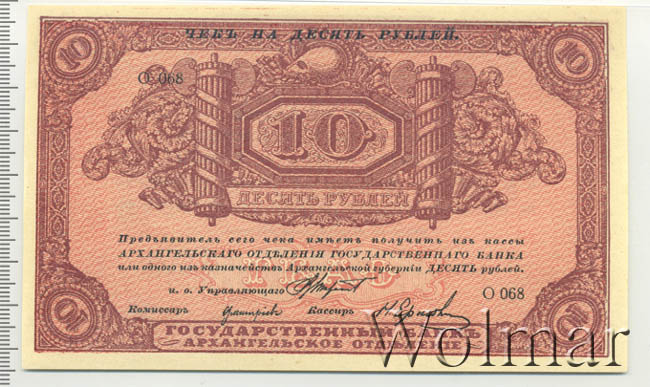 ЧЕКЪ НА ДЕСЯТЬ РУБЛЕЙ.
10
10
О 068
10
ДЕСЯТЬ РУБЛЕЙ
Предъявитель сего чека имѣетъ получить изъ кассы
АРХАНГЕЛЬСКАГО ОТДѢЛЕНІЯ ГОСУДАРСТВЕННАГО БАНКА
или одного изъ казначействъ Архангельской губерніи ДЕСЯТЬ рублей.
и. о. Управляющаго
О 068
Комиссаръ
Кассиръ
10
10
ГОСУДАРСТВЕННЫЙ БАНКЪ
АРХАНГЕЛЬСКОЕ ОТДѢЛЕНІЕ
Wolmar